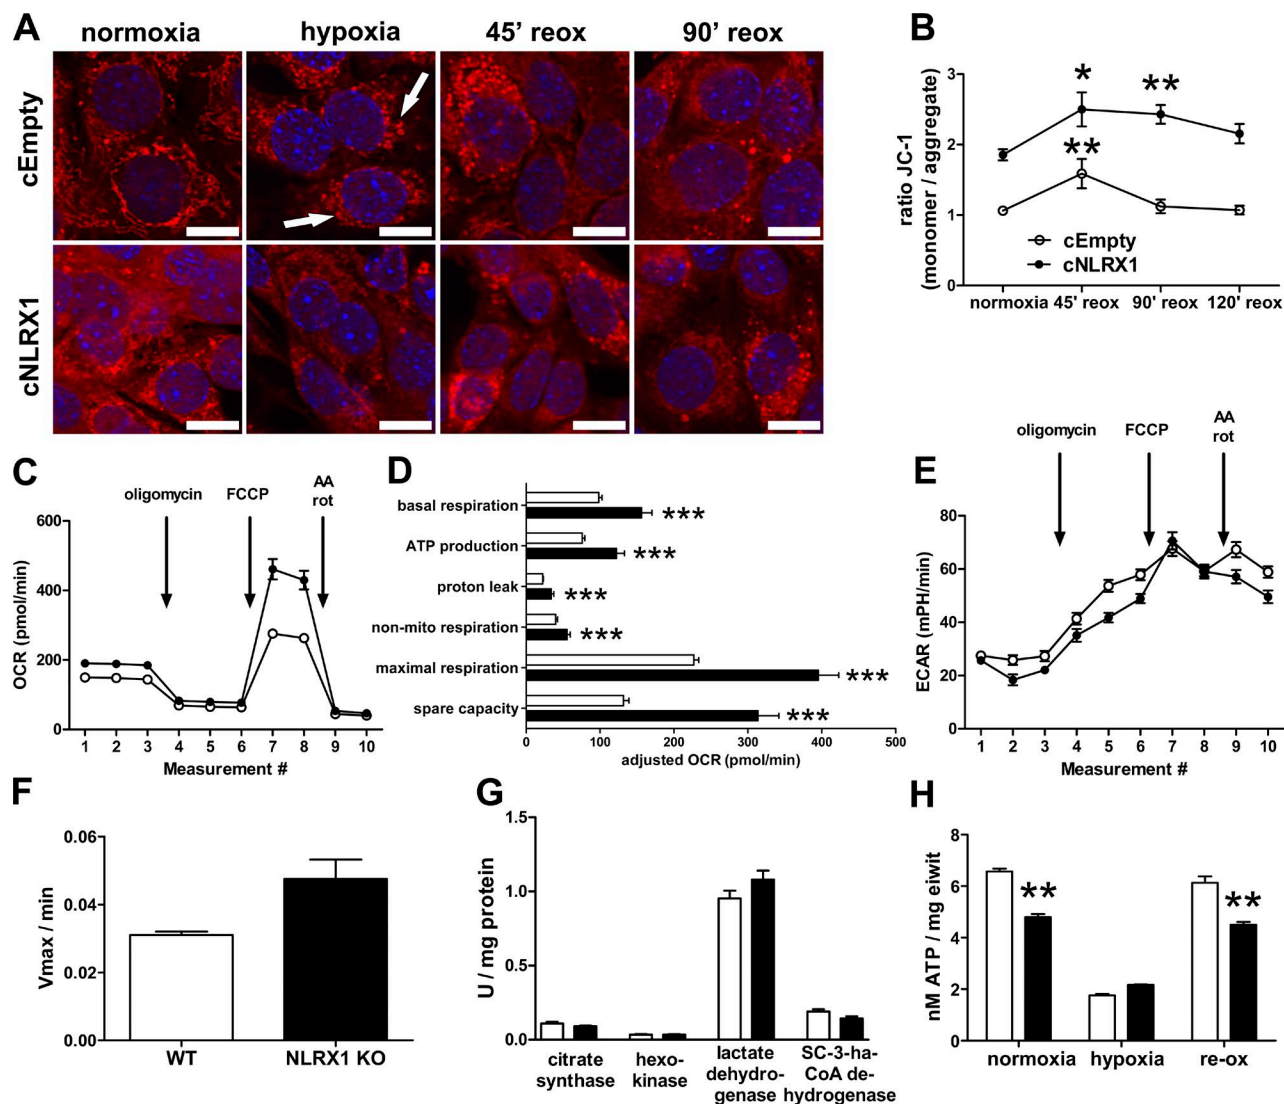 A
normoxia
hypoxia
45' reox
90' reox
cEmpty
cNLRX1
B
ratio JC-1
(monomer / aggregate)
3
2
1
0
*
**
**
cEmpty
cNLRX1
normoxia 45' reox 90' reox 120' reox
C
oligomycin
FCCP
AA
rot
OCR (pmol/min)
600
400
200
0
1 2 3 4 5 6 7 8 9 10
Measurement #
D
basal respiration ***
ATP production ***
proton leak ***
non-mito respiration ***
maximal respiration ***
spare capacity ***
0 100 200 300 400 500
adjusted OCR (pmol/min)
E
oligomycin
FCCP
AA
rot
ECAR (mPH/min)
80
60
40
20
0
1 2 3 4 5 6 7 8 9 10
Measurement #
F
Vmax / min
0.06
0.04
0.02
0.00
WT NLRX1 KO
G
U / mg protein
1.5
1.0
0.5
0.0
citrate
synthase
hexo-
kinase
lactate
dehydro-
genase
SC-3-ha-
CoA de-
hydrogenase
H
nM ATP / mg eiwit
8
6
4
2
0
**
**
normoxia hypoxia re-ox